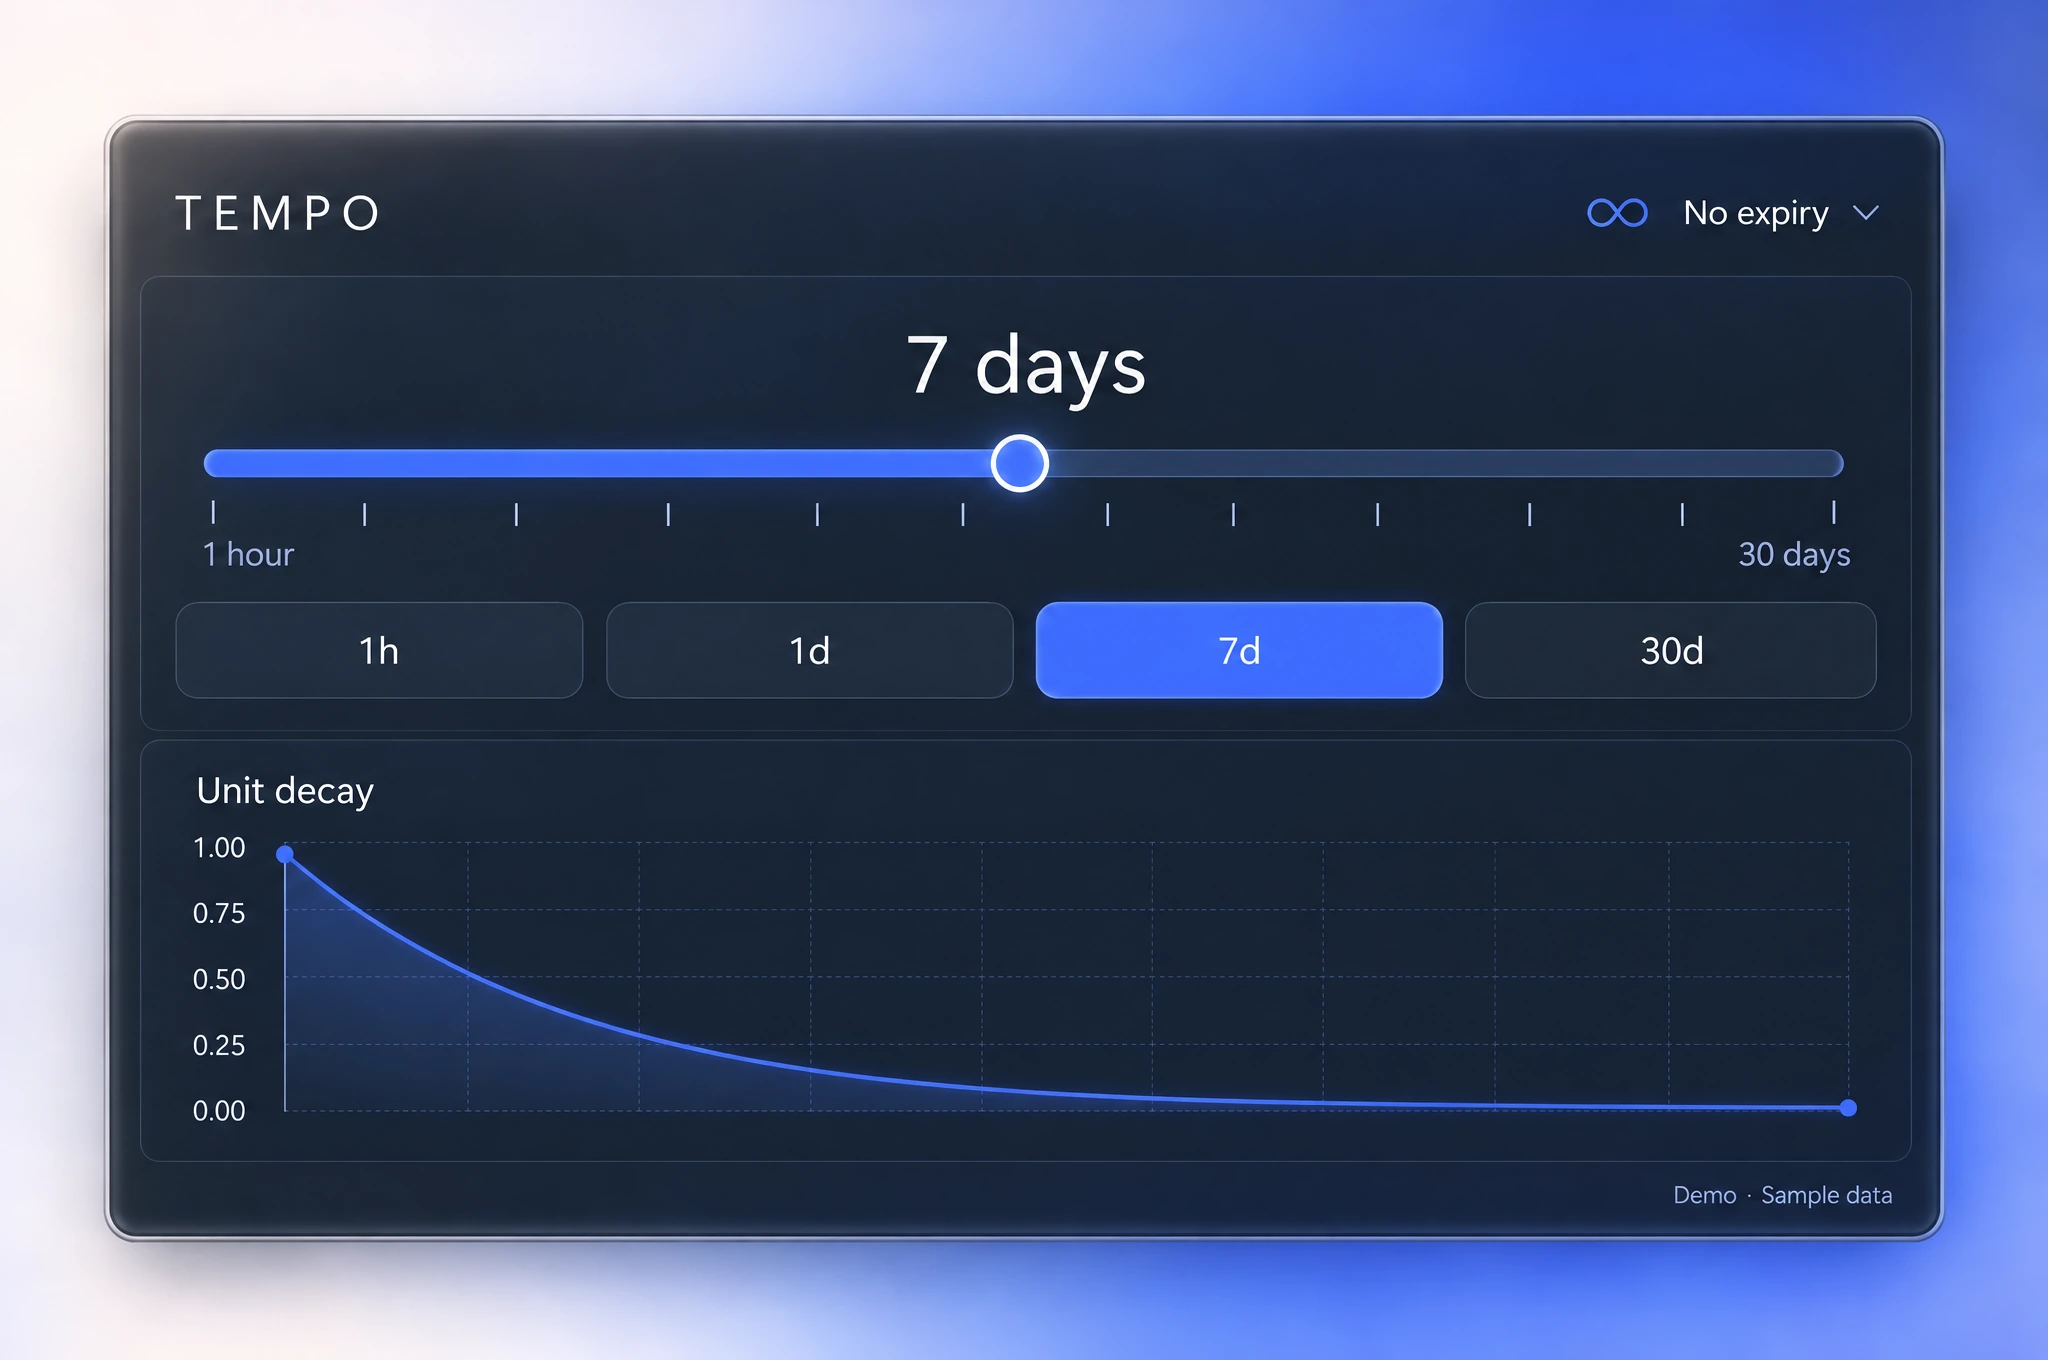 TEMPO
No expiry
7 days
1 hour
30 days
1h
1d
7d
30d
Unit decay
1.00
0.75
0.50
0.25
0.00
Demo · Sample data